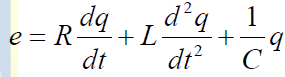 e = R dq/dt + L d²q/dt² + 1/C q